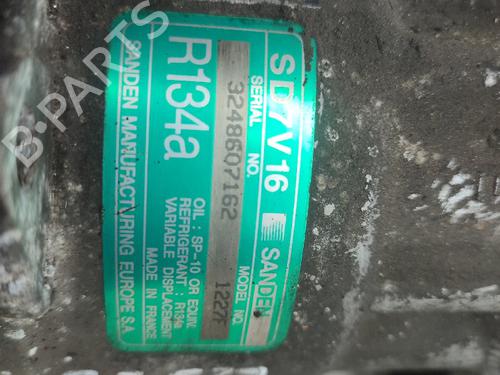 SD7V16 SANDEN
SERIAL NO. MODEL NO.
3248607162 1227F
R134a
OIL : SP-10 OR EQUIV.
REFRIGERANT : R134a
VARIABLE DISPLACEMENT
SANDEN MANUFACTURING EUROPE S.A.
MADE IN FRANCE
B-PARTS